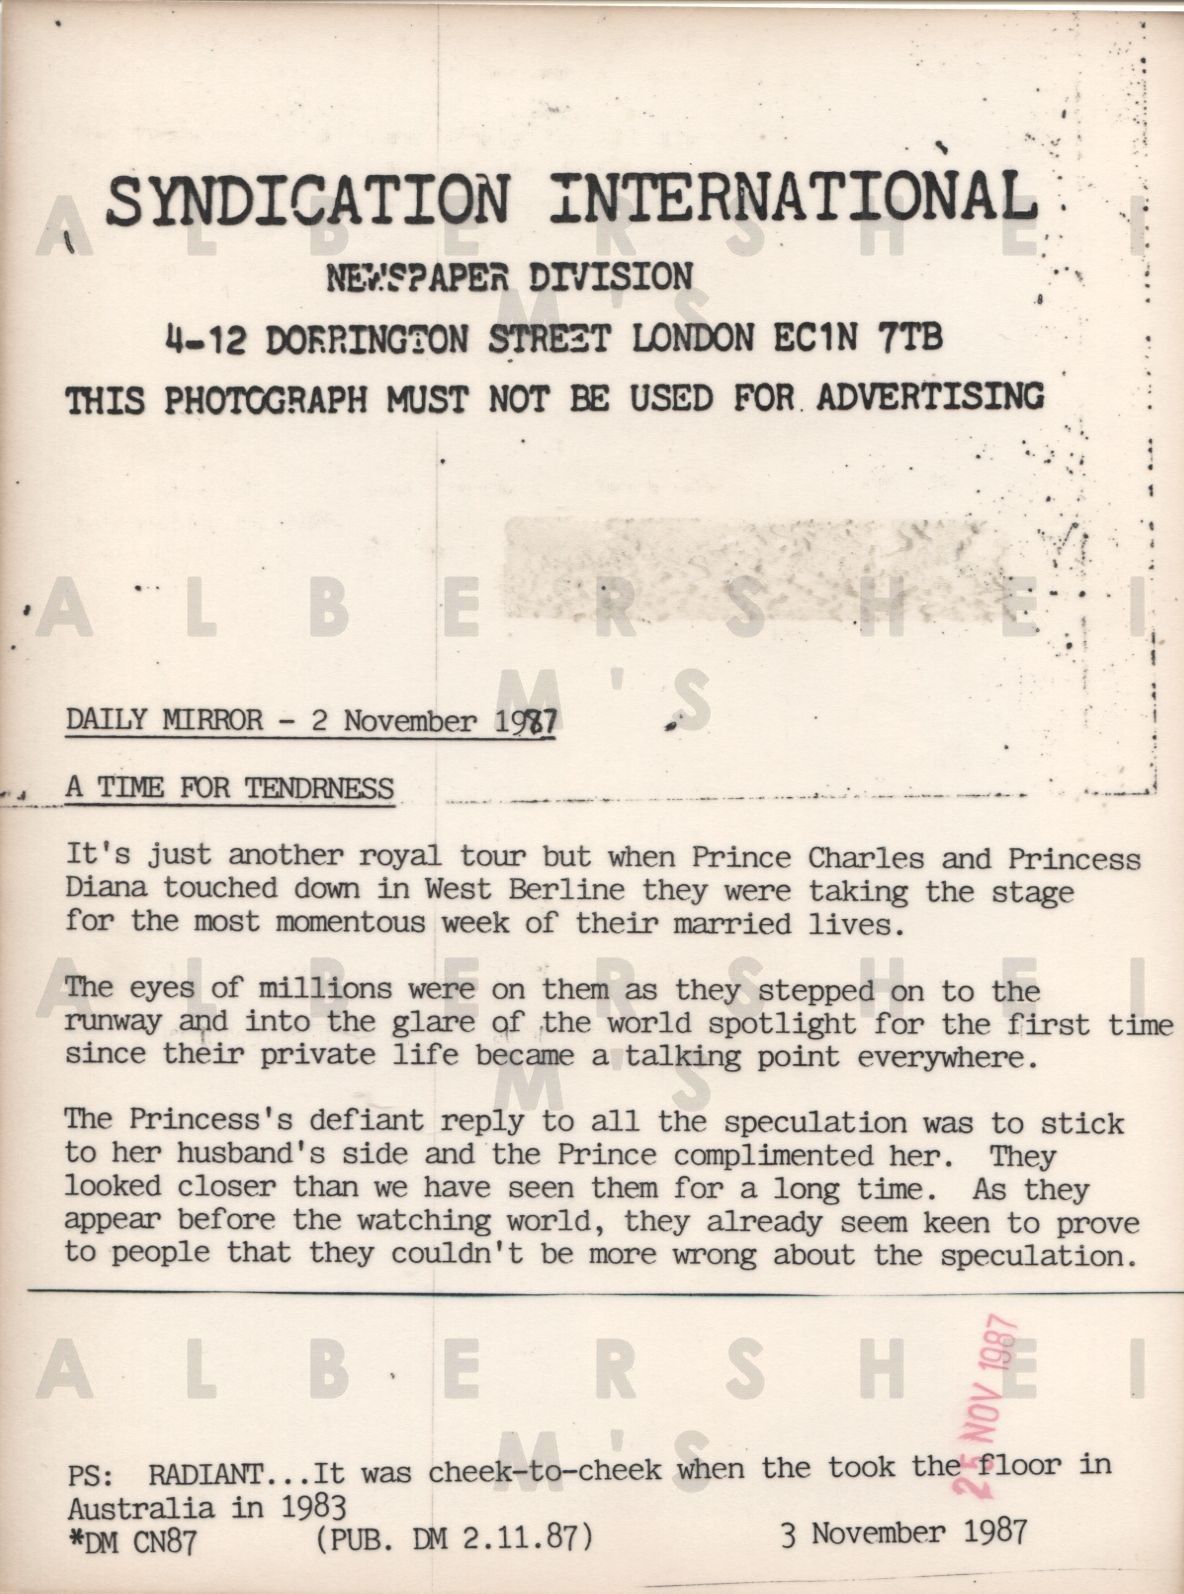 SYNDICATION INTERNATIONAL
NEWSPAPER DIVISION
4-12 DORRINGTON STREET LONDON EC1N 7TB
THIS PHOTOGRAPH MUST NOT BE USED FOR ADVERTISING
ALBERSHEI
M'S
ALBERSHEI
M'S
DAILY MIRROR - 2 November 1987
A TIME FOR TENDRNESS
It's just another royal tour but when Prince Charles and Princess
Diana touched down in West Berline they were taking the stage
for the most momentous week of their married lives.
The eyes of millions were on them as they stepped on to the
runway and into the glare of the world spotlight for the first time
since their private life became a talking point everywhere.
ALBERSHEI
M'S
The Princess's defiant reply to all the speculation was to stick
to her husband's side and the Prince complimented her. They
looked closer than we have seen them for a long time. As they
appear before the watching world, they already seem keen to prove
to people that they couldn't be more wrong about the speculation.
ALBERSHEI
M'S
25 NOV 1987
PS: RADIANT...It was cheek-to-cheek when the took the floor in
Australia in 1983
*DM CN87 (PUB. DM 2.11.87) 3 November 1987